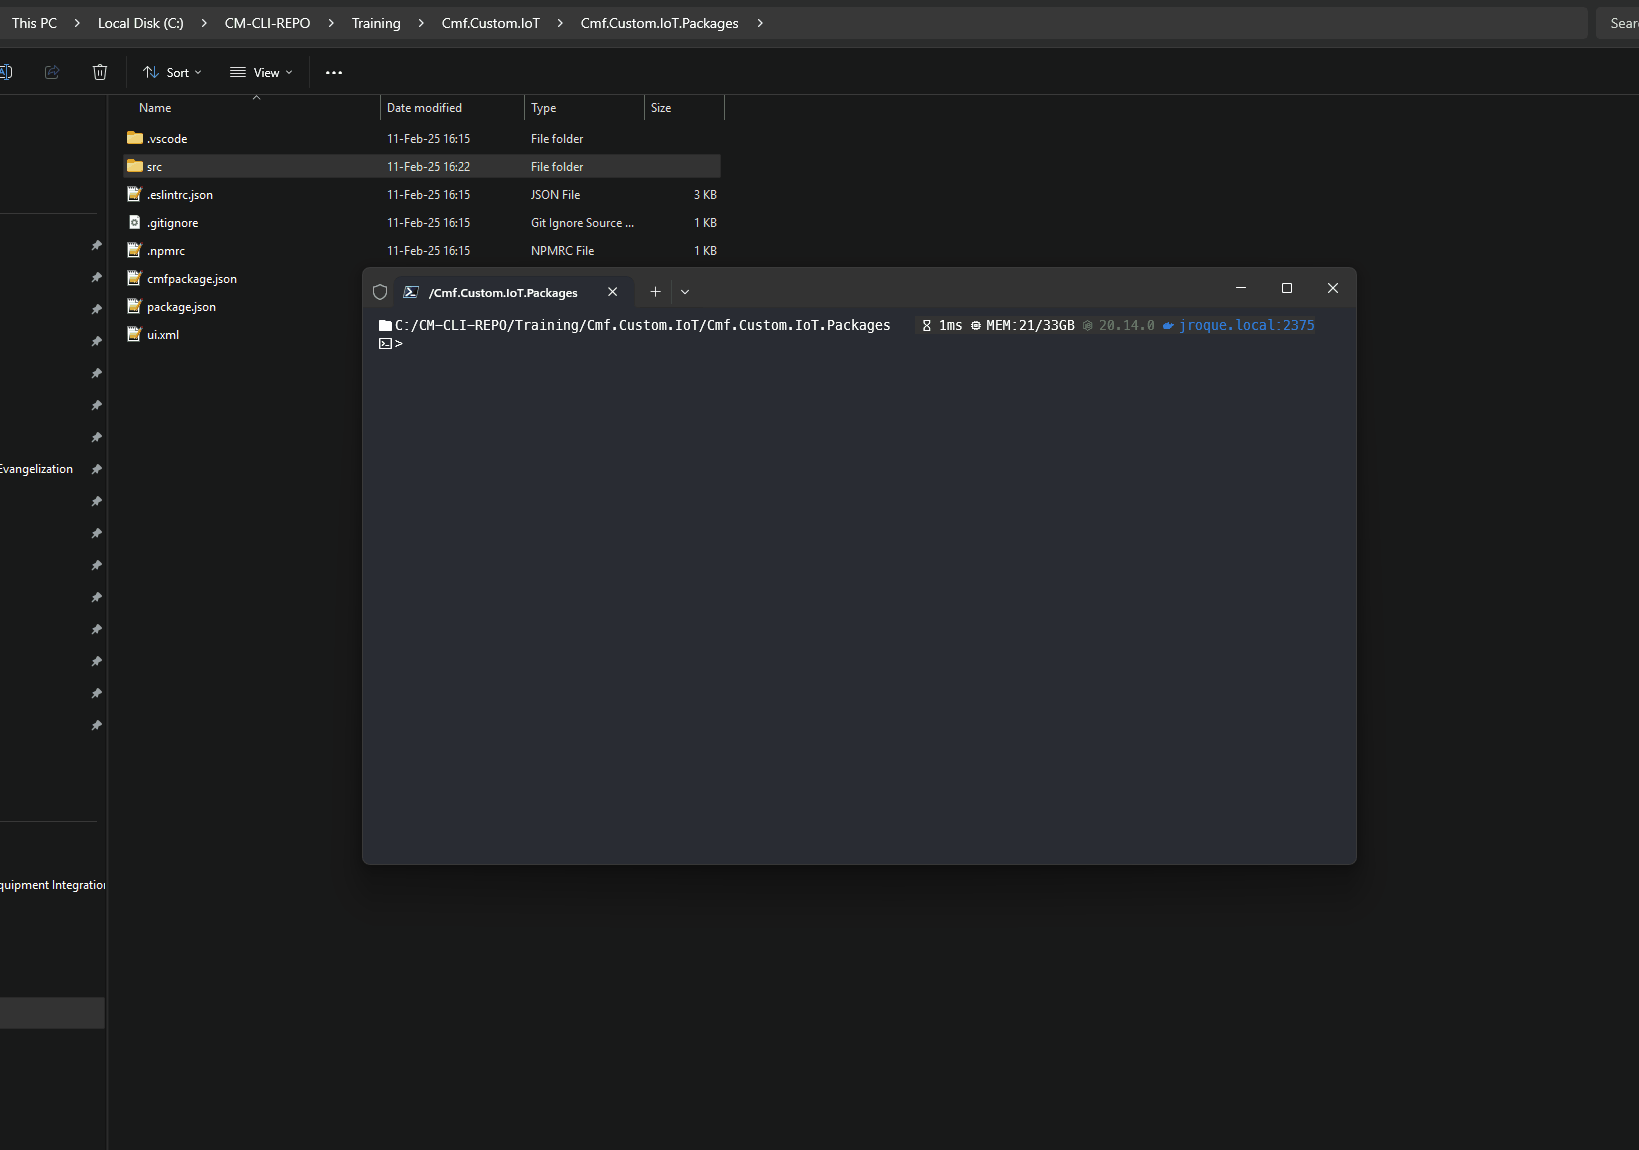 This PC > Local Disk (C:) > CM-CLI-REPO > Training > Cmf.Custom.IoT > Cmf.Custom.IoT.Packages >
Sort View
Name Date modified Type Size
.vscode 11-Feb-25 16:15 File folder
src 11-Feb-25 16:22 File folder
.eslintrc.json 11-Feb-25 16:15 JSON File 3 KB
.gitignore 11-Feb-25 16:15 Git Ignore Source ... 1 KB
.npmrc 11-Feb-25 16:15 NPMRC File 1 KB
cmfpackage.json
package.json
ui.xml
Evangelization
quipment Integration
/Cmf.Custom.IoT.Packages
C:/CM-CLI-REPO/Training/Cmf.Custom.IoT/Cmf.Custom.IoT.Packages 1ms MEM:21/33GB 20.14.0 jroque.local:2375
>